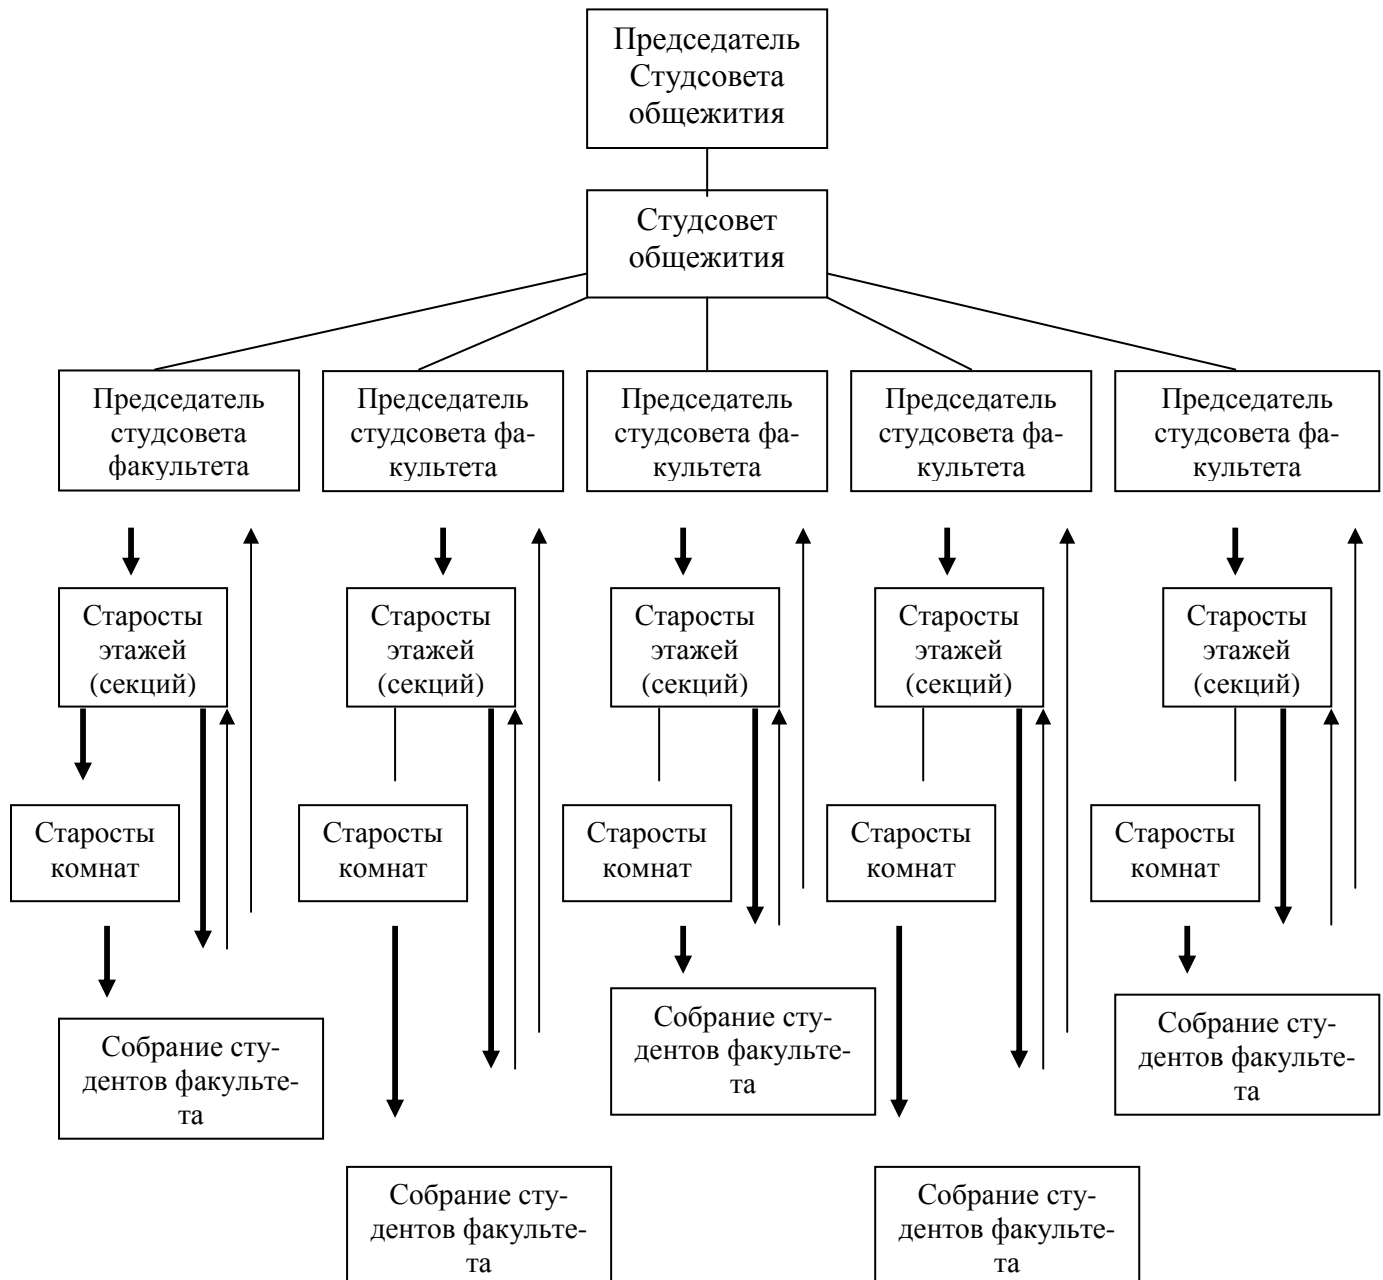 Председатель
Студсовета
общежития
Студсовет
общежития
Председатель
студсовета
факультета
Председатель
студсовета фа-
культета
Председатель
студсовета фа-
культета
Председатель
студсовета фа-
культета
Председатель
студсовета фа-
культета
Старосты
этажей
(секций)
Старосты
этажей
(секций)
Старосты
этажей
(секций)
Старосты
этажей
(секций)
Старосты
этажей
(секций)
Старосты
комнат
Старосты
комнат
Старосты
комнат
Старосты
комнат
Старосты
комнат
Собрание сту-
дентов факульте-
та
Собрание сту-
дентов факульте-
та
Собрание сту-
дентов факульте-
та
Собрание сту-
дентов факульте-
та
Собрание сту-
дентов факульте-
та